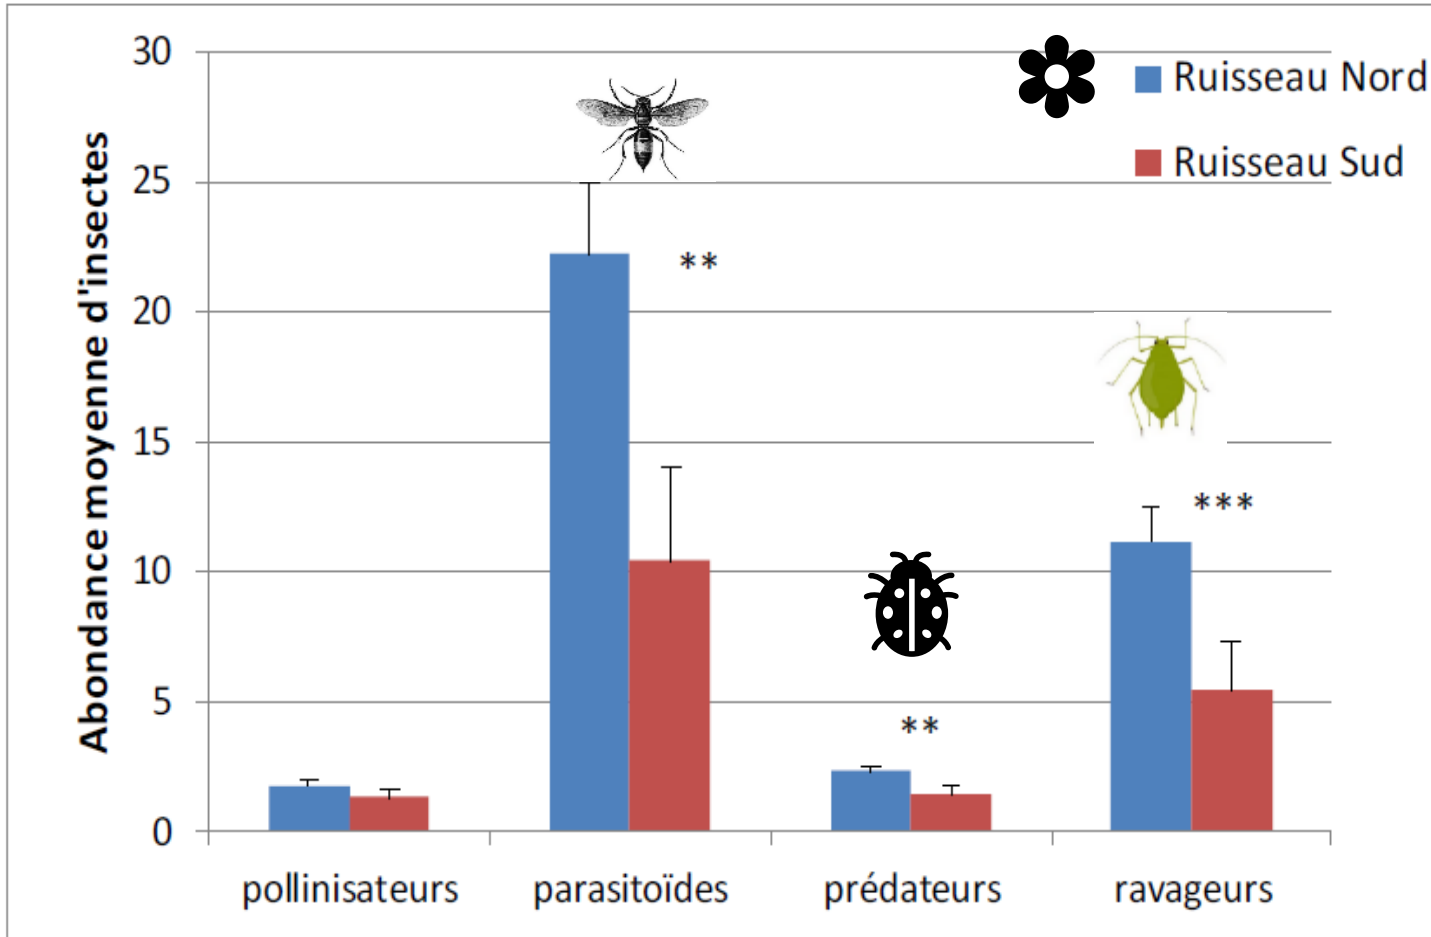 Abondance moyenne d'insectes
30
25
20
15
10
5
0
Ruisseau Nord
Ruisseau Sud
**
**
***
pollinisateurs
parasitoïdes
prédateurs
ravageurs